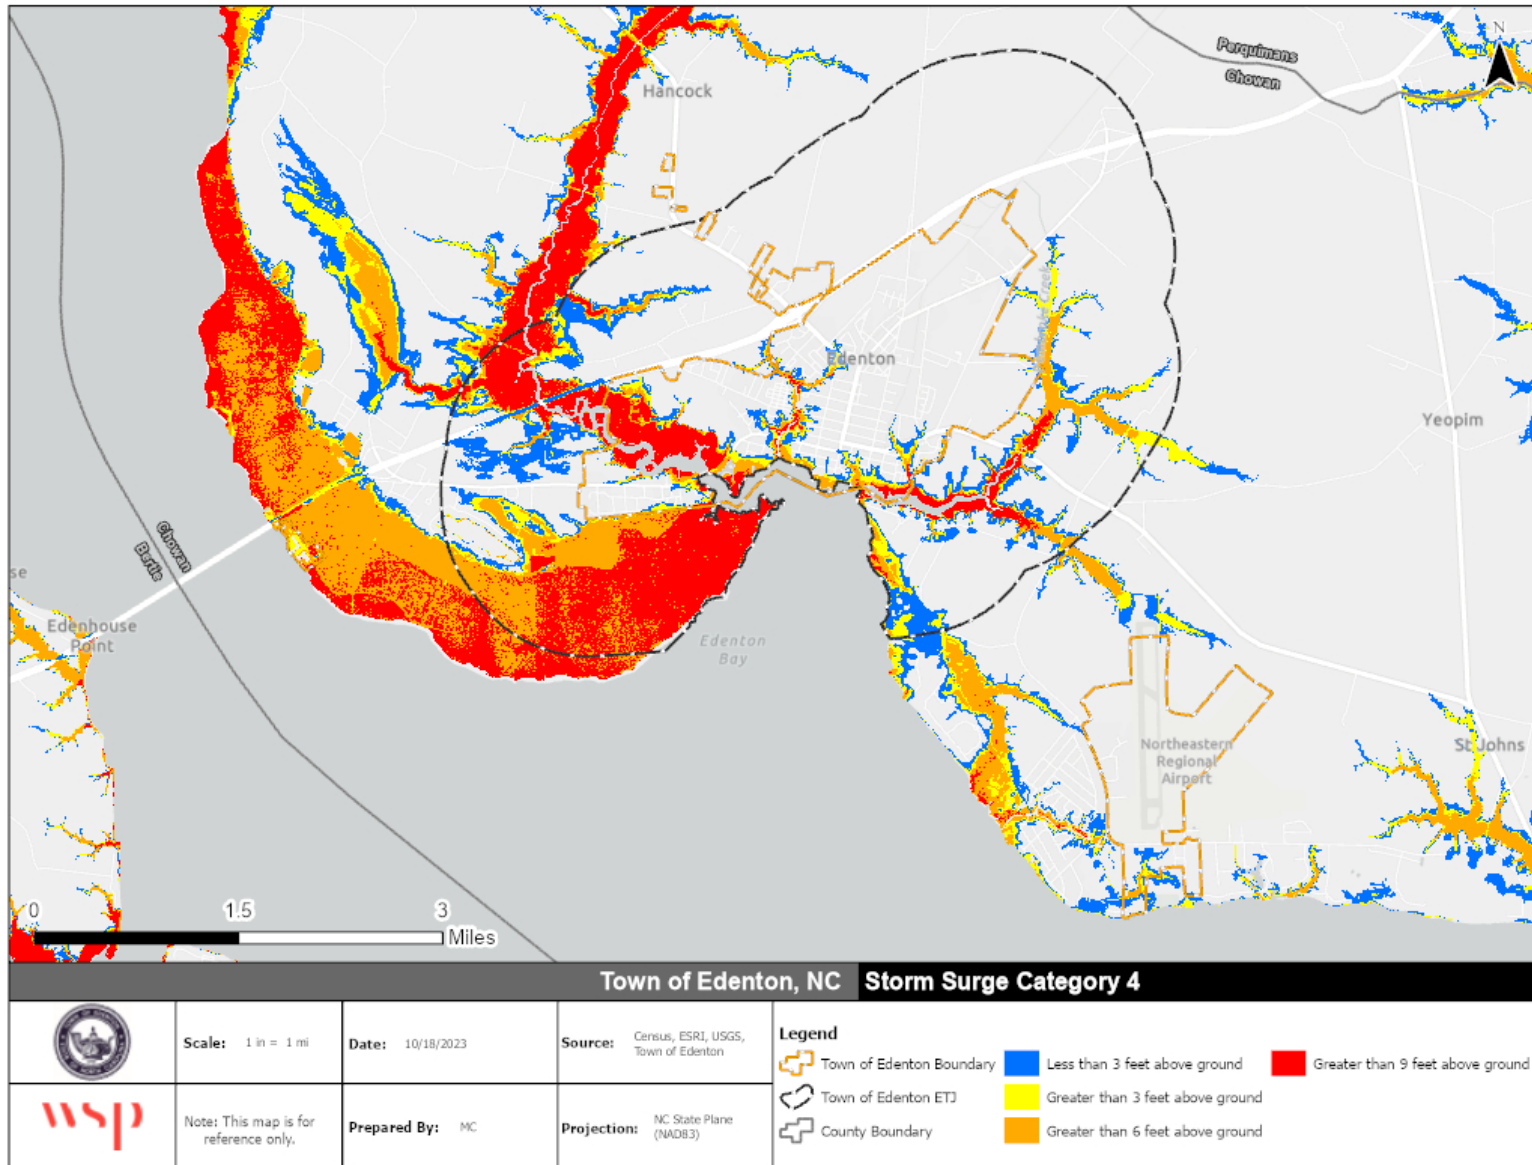 N
Perquimans
Chowan
Hancock
Edenton
Yeopim
Chowan
Bertie
se
Edenhouse
Point
Edenton
Bay
Northeastern
Regional
Airport
St Johns
0 1.5 3
Miles
Town of Edenton, NC Storm Surge Category 4
Scale: 1 in = 1 mi
Date: 10/18/2023
Source: Census, ESRI, USGS,
Town of Edenton
wsp
Note: This map is for
reference only.
Prepared By: MC
Projection: NC State Plane
(NAD83)
Legend
Town of Edenton Boundary
Town of Edenton ETJ
County Boundary
Less than 3 feet above ground
Greater than 3 feet above ground
Greater than 6 feet above ground
Greater than 9 feet above ground